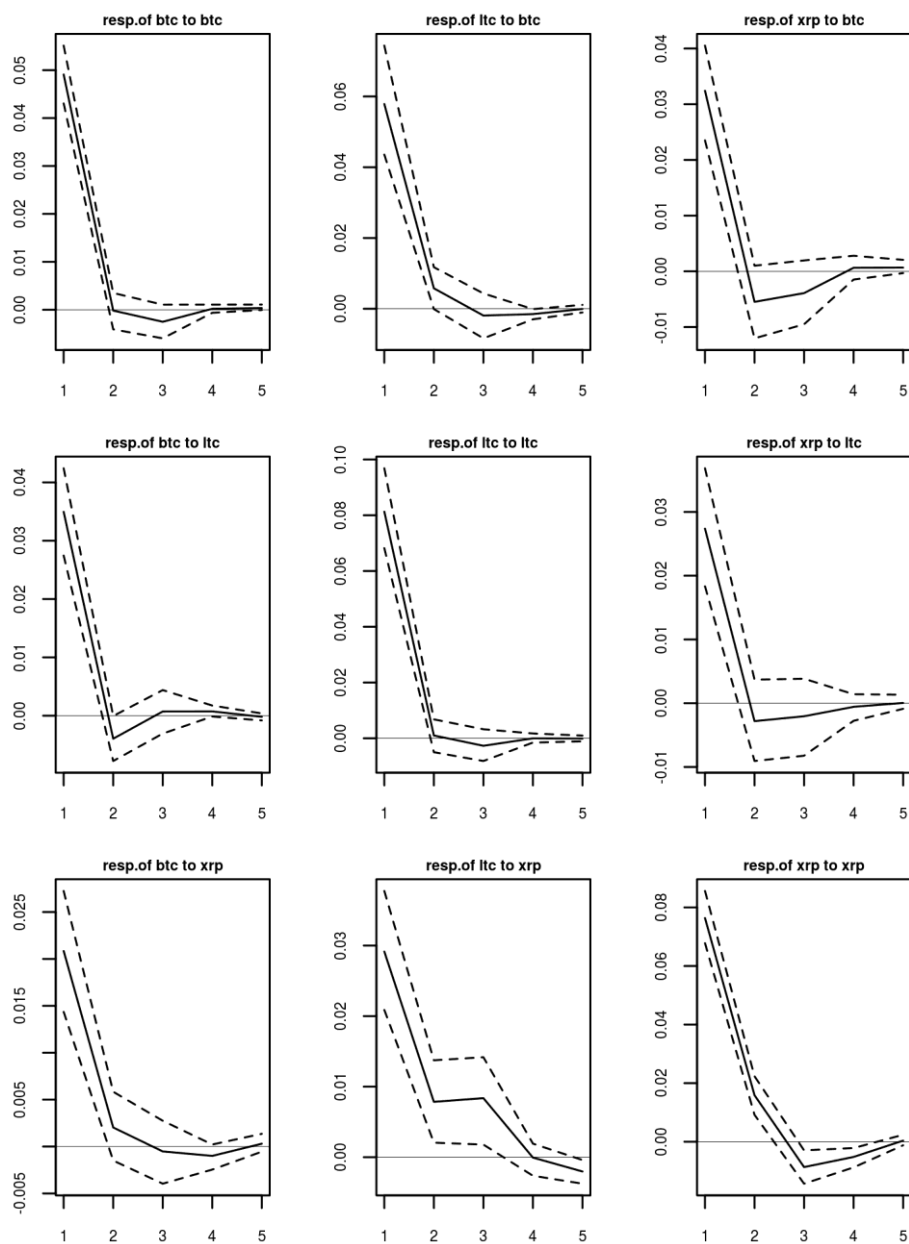 resp.of btc to btc
0.00 0.01 0.03 0.04 0.05
1 2 3 4 5
resp.of ltc to btc
0.00 0.02 0.04 0.06
1 2 3 4 5
resp.of xrp to btc
-0.01 0.00 0.01 0.02 0.03 0.04
1 2 3 4 5
resp.of btc to ltc
0.00 0.01 0.02 0.03 0.04
1 2 3 4 5
resp.of ltc to ltc
0.00 0.02 0.04 0.06 0.08 0.10
1 2 3 4 5
resp.of xrp to ltc
-0.01 0.00 0.01 0.02 0.03
1 2 3 4 5
resp.of btc to xrp
-0.005 0.005 0.015 0.025
1 2 3 4 5
resp.of ltc to xrp
0.00 0.01 0.02 0.03
1 2 3 4 5
resp.of xrp to xrp
0.00 0.02 0.04 0.06 0.08
1 2 3 4 5